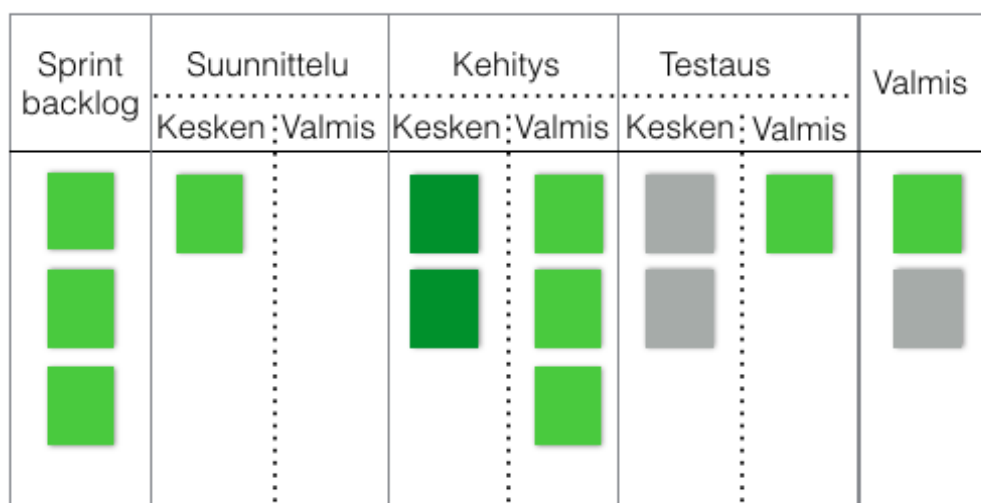 Sprint
backlog
Suunnittelu
Kehitys
Testaus
Valmis
Kesken
Valmis
Kesken
Valmis
Kesken
Valmis